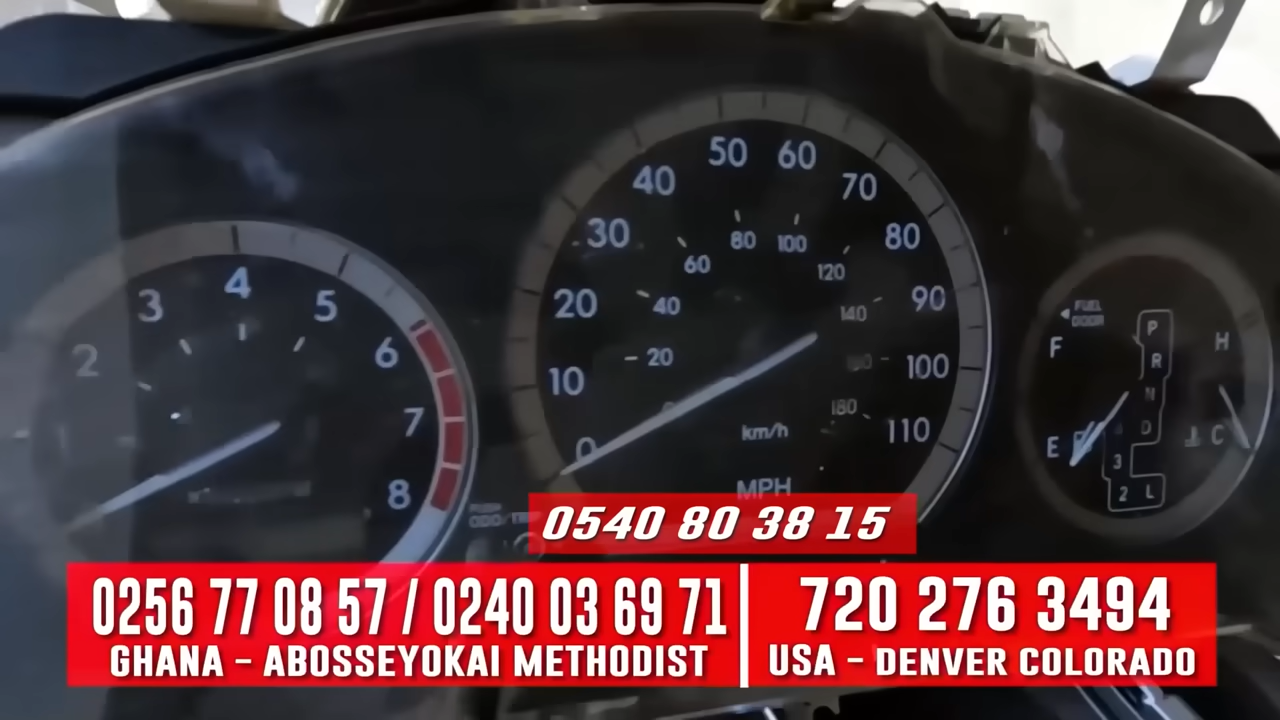 50 60
40 70
30 80
80 100
60 120
4
3 5
20 40 140 90
2 6
20 100
10
7
180
0 km/h 110
8
MPH
FUEL
DOOR
F H
E C
P
R
N
D
3
2 L
0540 80 38 15
0256 77 08 57 / 0240 03 69 71
GHANA - ABOSSEYOKAI METHODIST
720 276 3494
USA - DENVER COLORADO